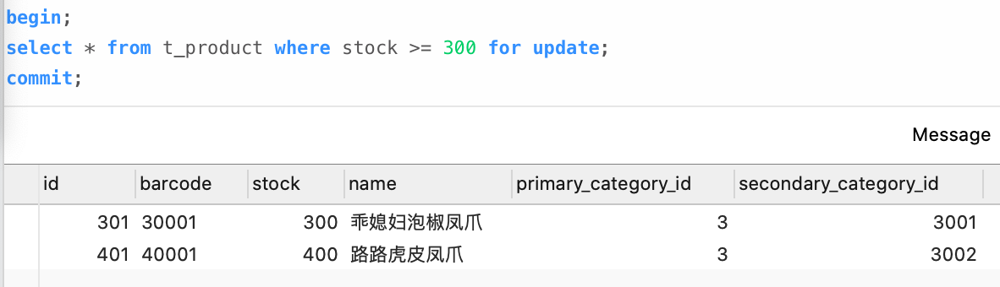 begin;
select * from t_product where stock >= 300 for update;
commit;
Message
id barcode stock name primary_category_id secondary_category_id
301 30001 300 乖媳妇泡椒凤爪 3 3001
401 40001 400 路路虎皮凤爪 3 3002